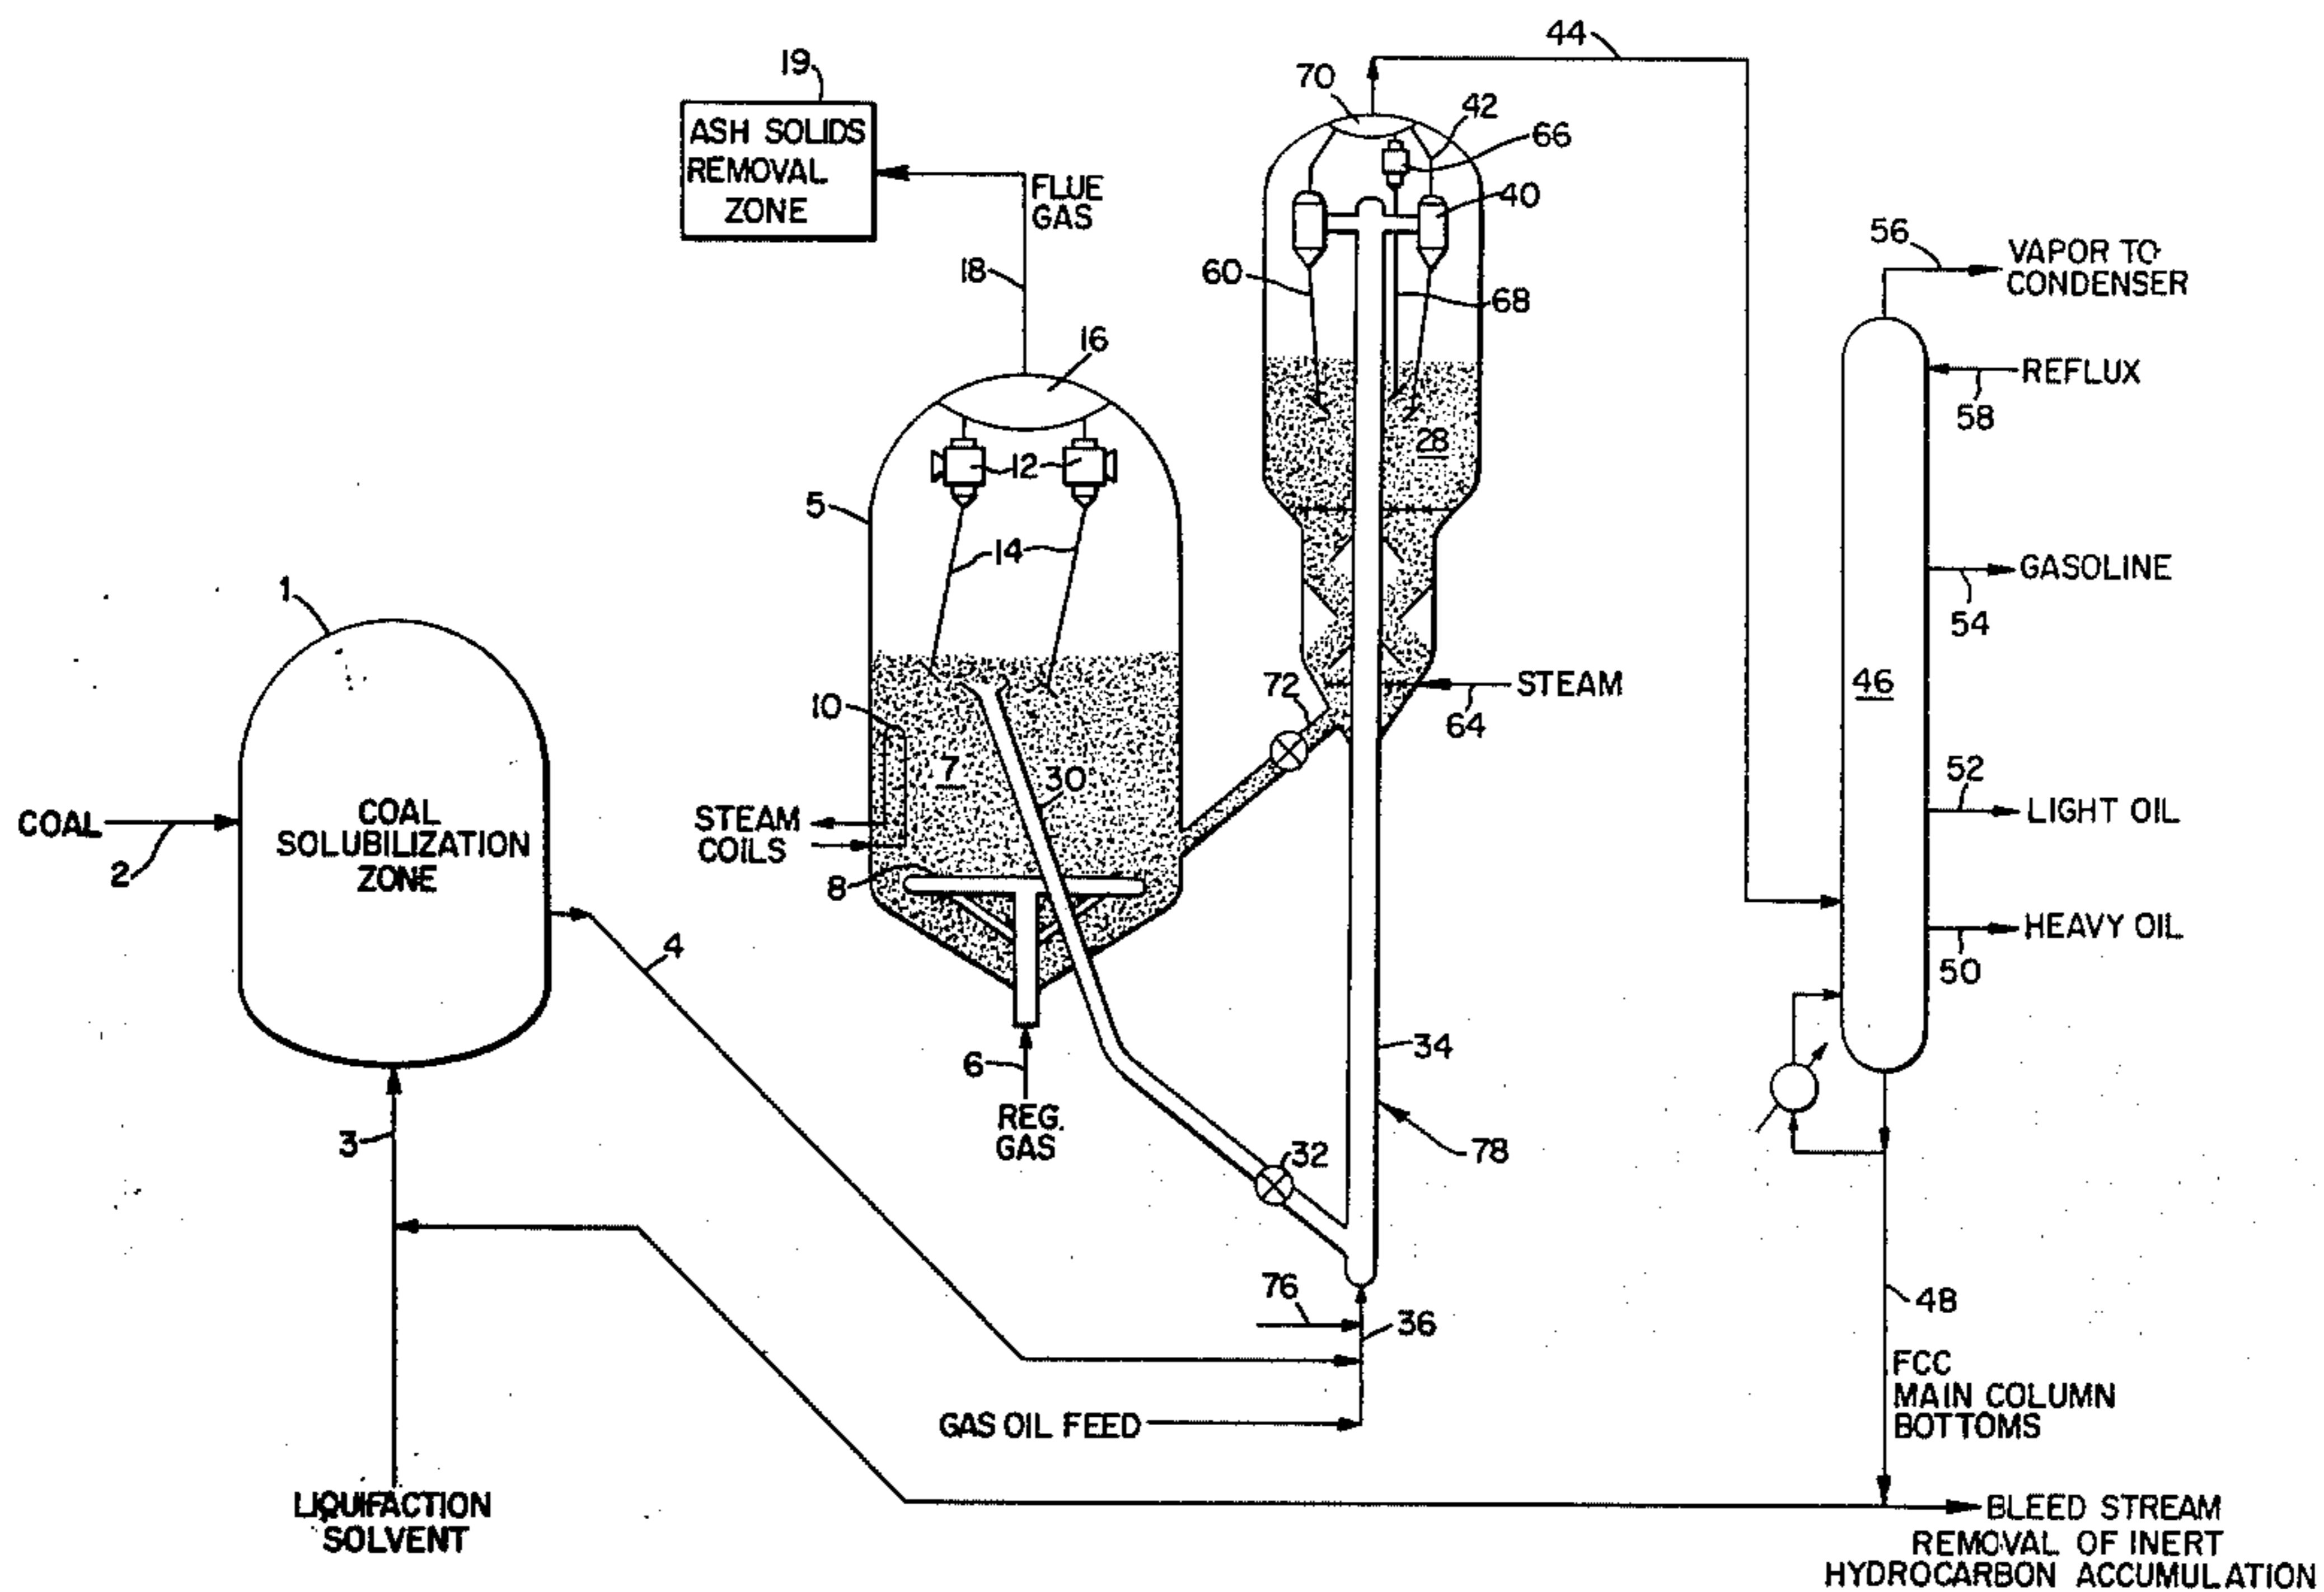 44
19
70
42
66
ASH SOLIDS
REMOVAL
ZONE
FLUE
GAS
40
56
VAPOR TO
CONDENSER
18
60
68
16
REFLUX
58
28
12
5
14
GASOLINE
54
1
STEAM
64
72
46
10
7
30
52
LIGHT OIL
COAL
2
COAL
SOLUBILIZATION
ZONE
STEAM
COILS
8
HEAVY OIL
50
4
34
6
REG.
GAS
3
32
78
76
36
48
FCC
MAIN COLUMN
BOTTOMS
GAS OIL FEED
LIQUIFACTION
SOLVENT
BLEED STREAM
REMOVAL OF INERT
HYDROCARBON ACCUMULATION